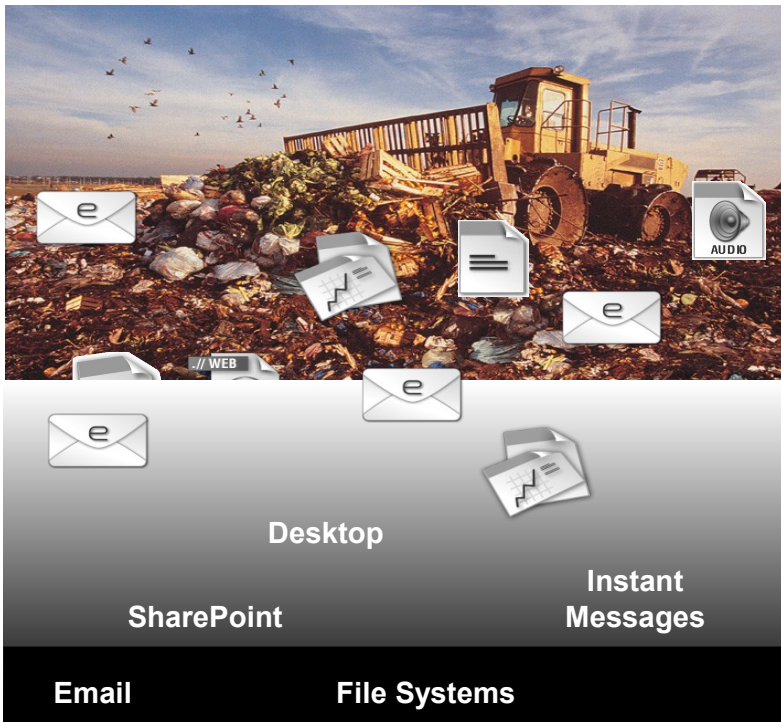 e
AUDIO
e
.// WEB
e
e
Desktop
Instant
Messages
SharePoint
Email
File Systems